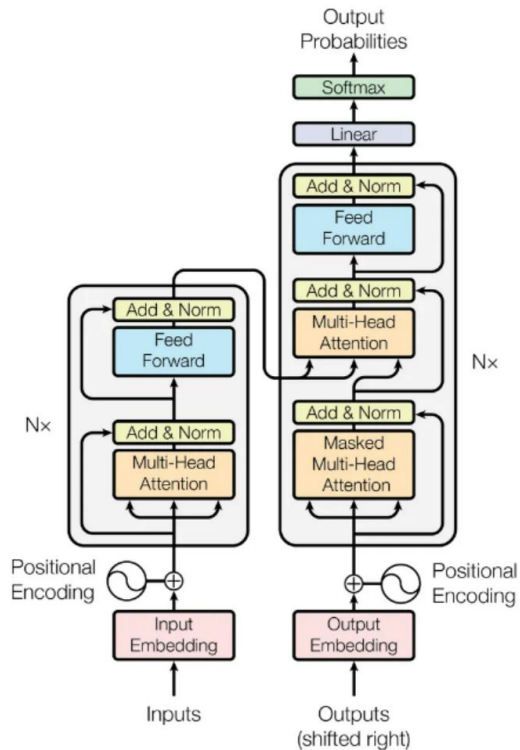 Output
Probabilities
Softmax
Linear
Add & Norm
Feed
Forward
Add & Norm
Multi-Head
Attention
Add & Norm
Masked
Multi-Head
Attention
N×
Add & Norm
Feed
Forward
Add & Norm
Multi-Head
Attention
N×
Positional
Encoding
Positional
Encoding
Input
Embedding
Output
Embedding
Inputs
Outputs
(shifted right)